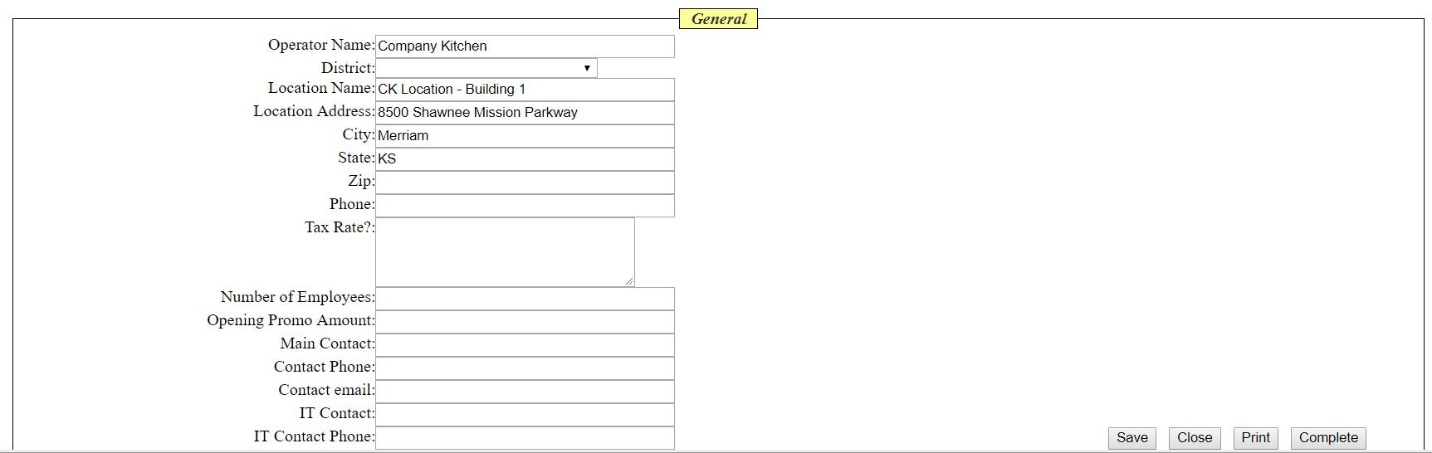 General
Operator Name: Company Kitchen
District:
Location Name: CK Location - Building 1
Location Address: 8500 Shawnee Mission Parkway
City: Merriam
State: KS
Zip:
Phone:
Tax Rate?:
Number of Employees:
Opening Promo Amount:
Main Contact:
Contact Phone:
Contact email:
IT Contact:
IT Contact Phone:
Save Close Print Complete